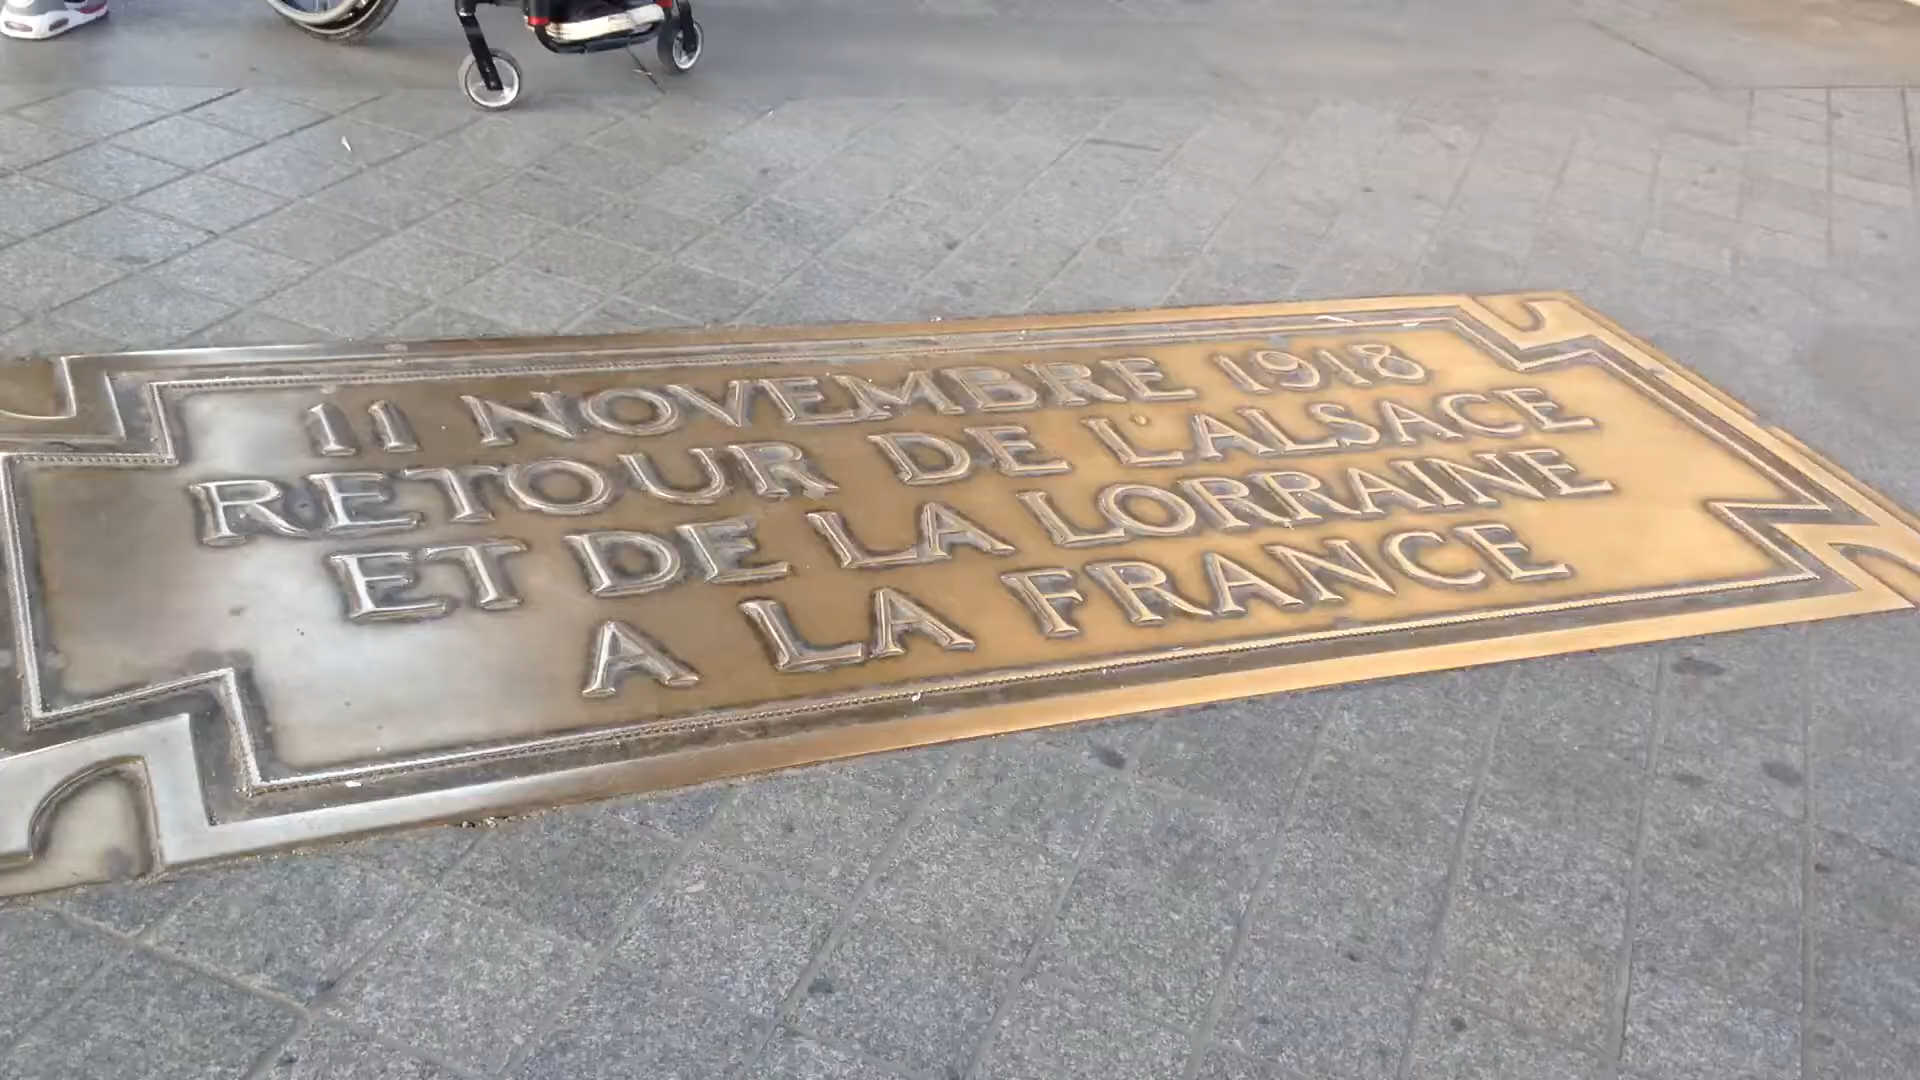 11 NOVEMBRE 1918
RETOUR DE L'ALSACE
ET DE LA LORRAINE
A LA FRANCE